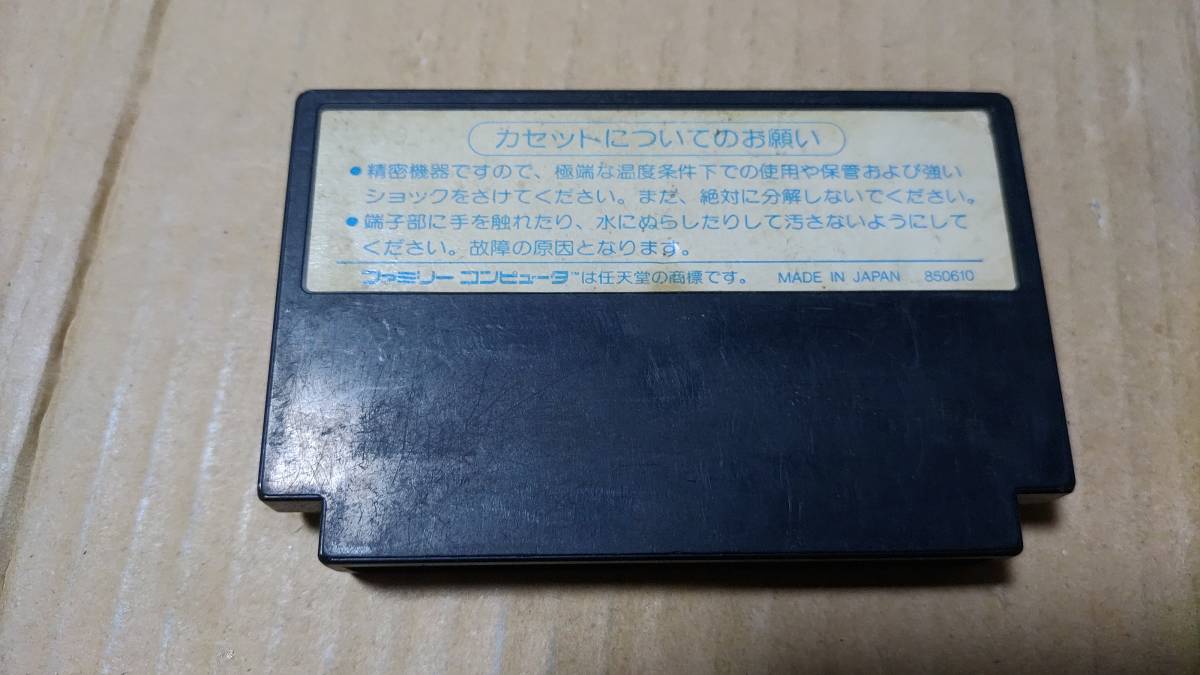 カセットについてのお願い
●精密機器ですので、極端な温度条件下での使用や保管および強い
ショックをさけてください。また、絶対に分解しないでください。
●端子部に手を触れたり、水にぬらしたりして汚さないようにして
ください。故障の原因となります。
ファミリー コンピュータ™は任天堂の商標です。 MADE IN JAPAN 850610